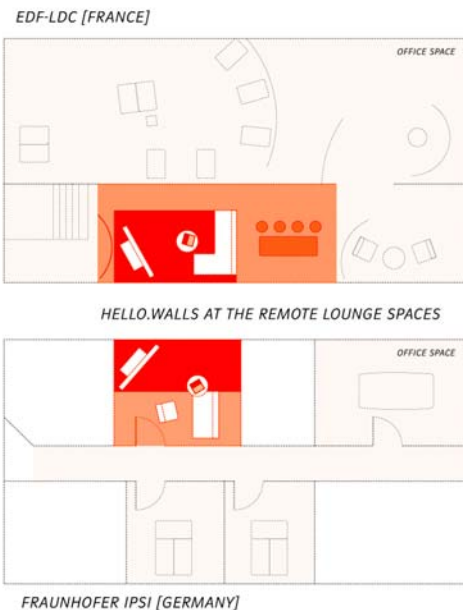 EDF-LDC [FRANCE]
OFFICE SPACE
HELLO.WALLS AT THE REMOTE LOUNGE SPACES
OFFICE SPACE
FRAUNHOFER IPSI [GERMANY]